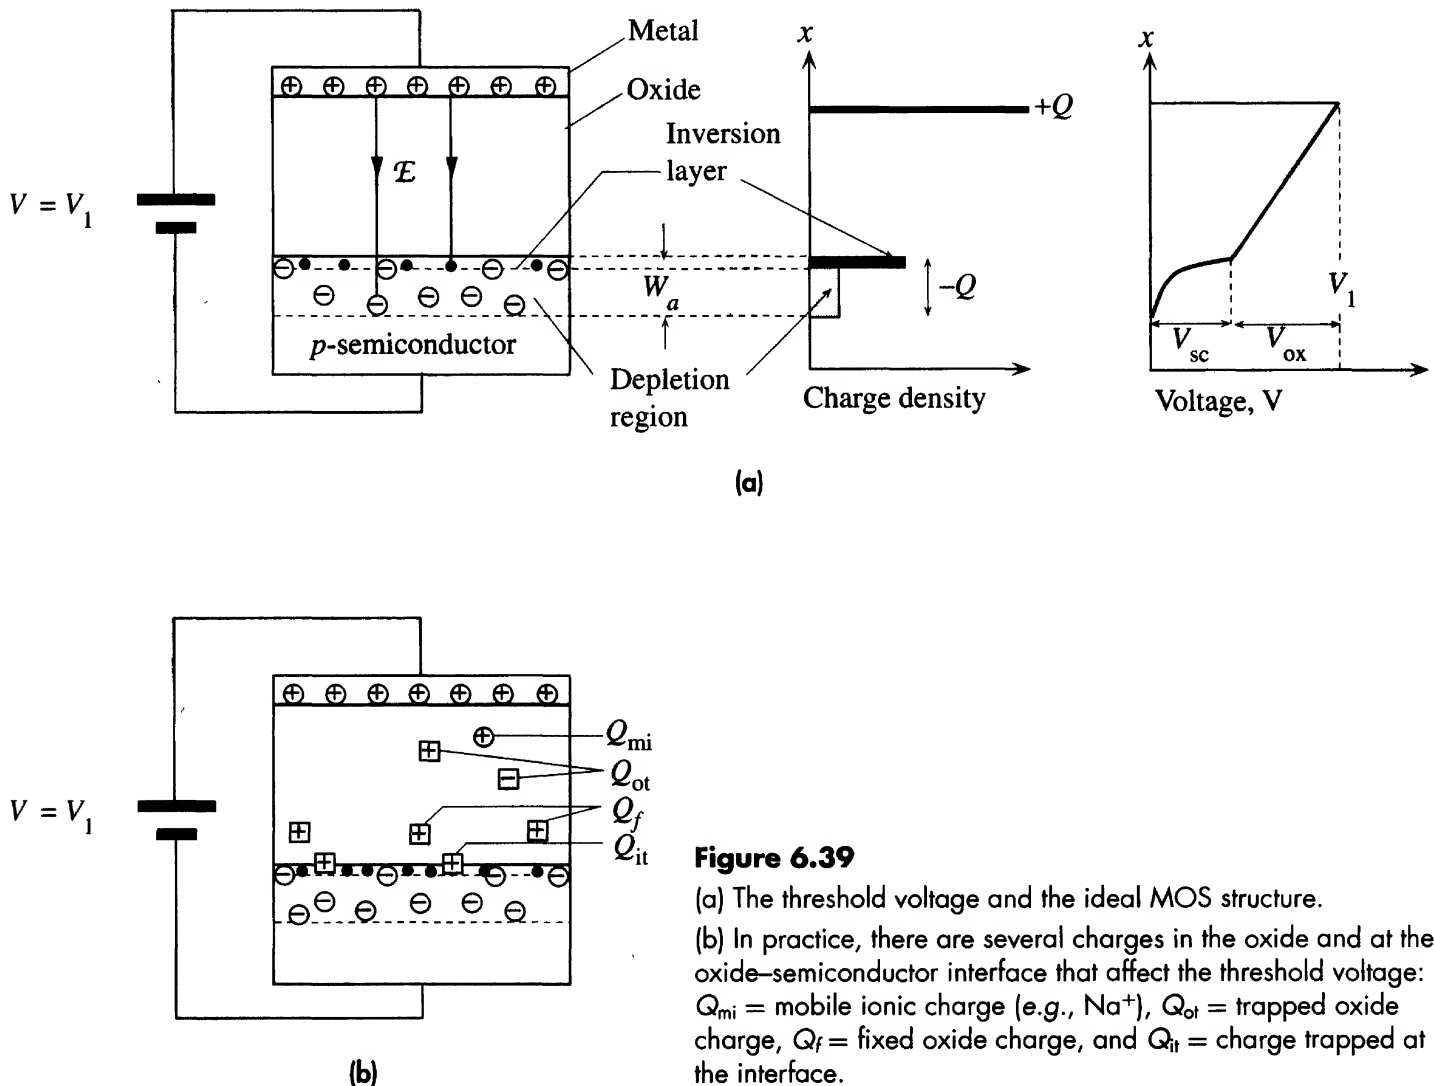 Metal
Oxide
Inversion
layer
V = V1
ℰ
Wa
p-semiconductor
Depletion
region
x
+Q
−Q
Charge density
x
V1
Vsc
Vox
Voltage, V
(a)
V = V1
Qmi
Qot
Qf
Qit
(b)
Figure 6.39
(a) The threshold voltage and the ideal MOS structure.
(b) In practice, there are several charges in the oxide and at the
oxide–semiconductor interface that affect the threshold voltage:
Qmi = mobile ionic charge (e.g., Na+), Qot = trapped oxide
charge, Qf = fixed oxide charge, and Qit = charge trapped at
the interface.